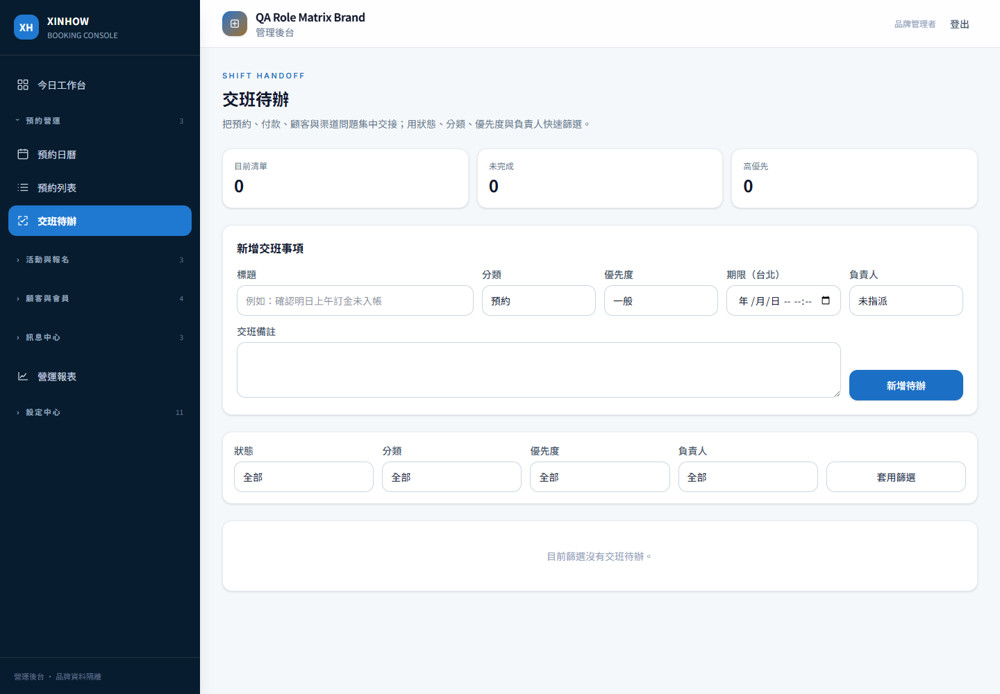 XH
XINHOW
BOOKING CONSOLE
今日工作台
預約營運 3
預約日曆
預約列表
交班待辦
活動與報名 3
顧客與會員 4
訊息中心 3
營運報表
設定中心 11
營運後台 · 品牌資料隔離
QA Role Matrix Brand
管理後台
品牌管理者 登出
SHIFT HANDOFF
交班待辦
把預約、付款、顧客與渠道問題集中交接；用狀態、分類、優先度與負責人快速篩選。
目前清單 未完成 高優先
0 0 0
新增交班事項
標題 分類 優先度 期限（台北） 負責人
例如：確認明日上午訂金未入帳 預約 一般 年 /月/日 -- --:-- 未指派
交班備註
新增待辦
狀態 分類 優先度 負責人
全部 全部 全部 全部 套用篩選
目前篩選沒有交班待辦。